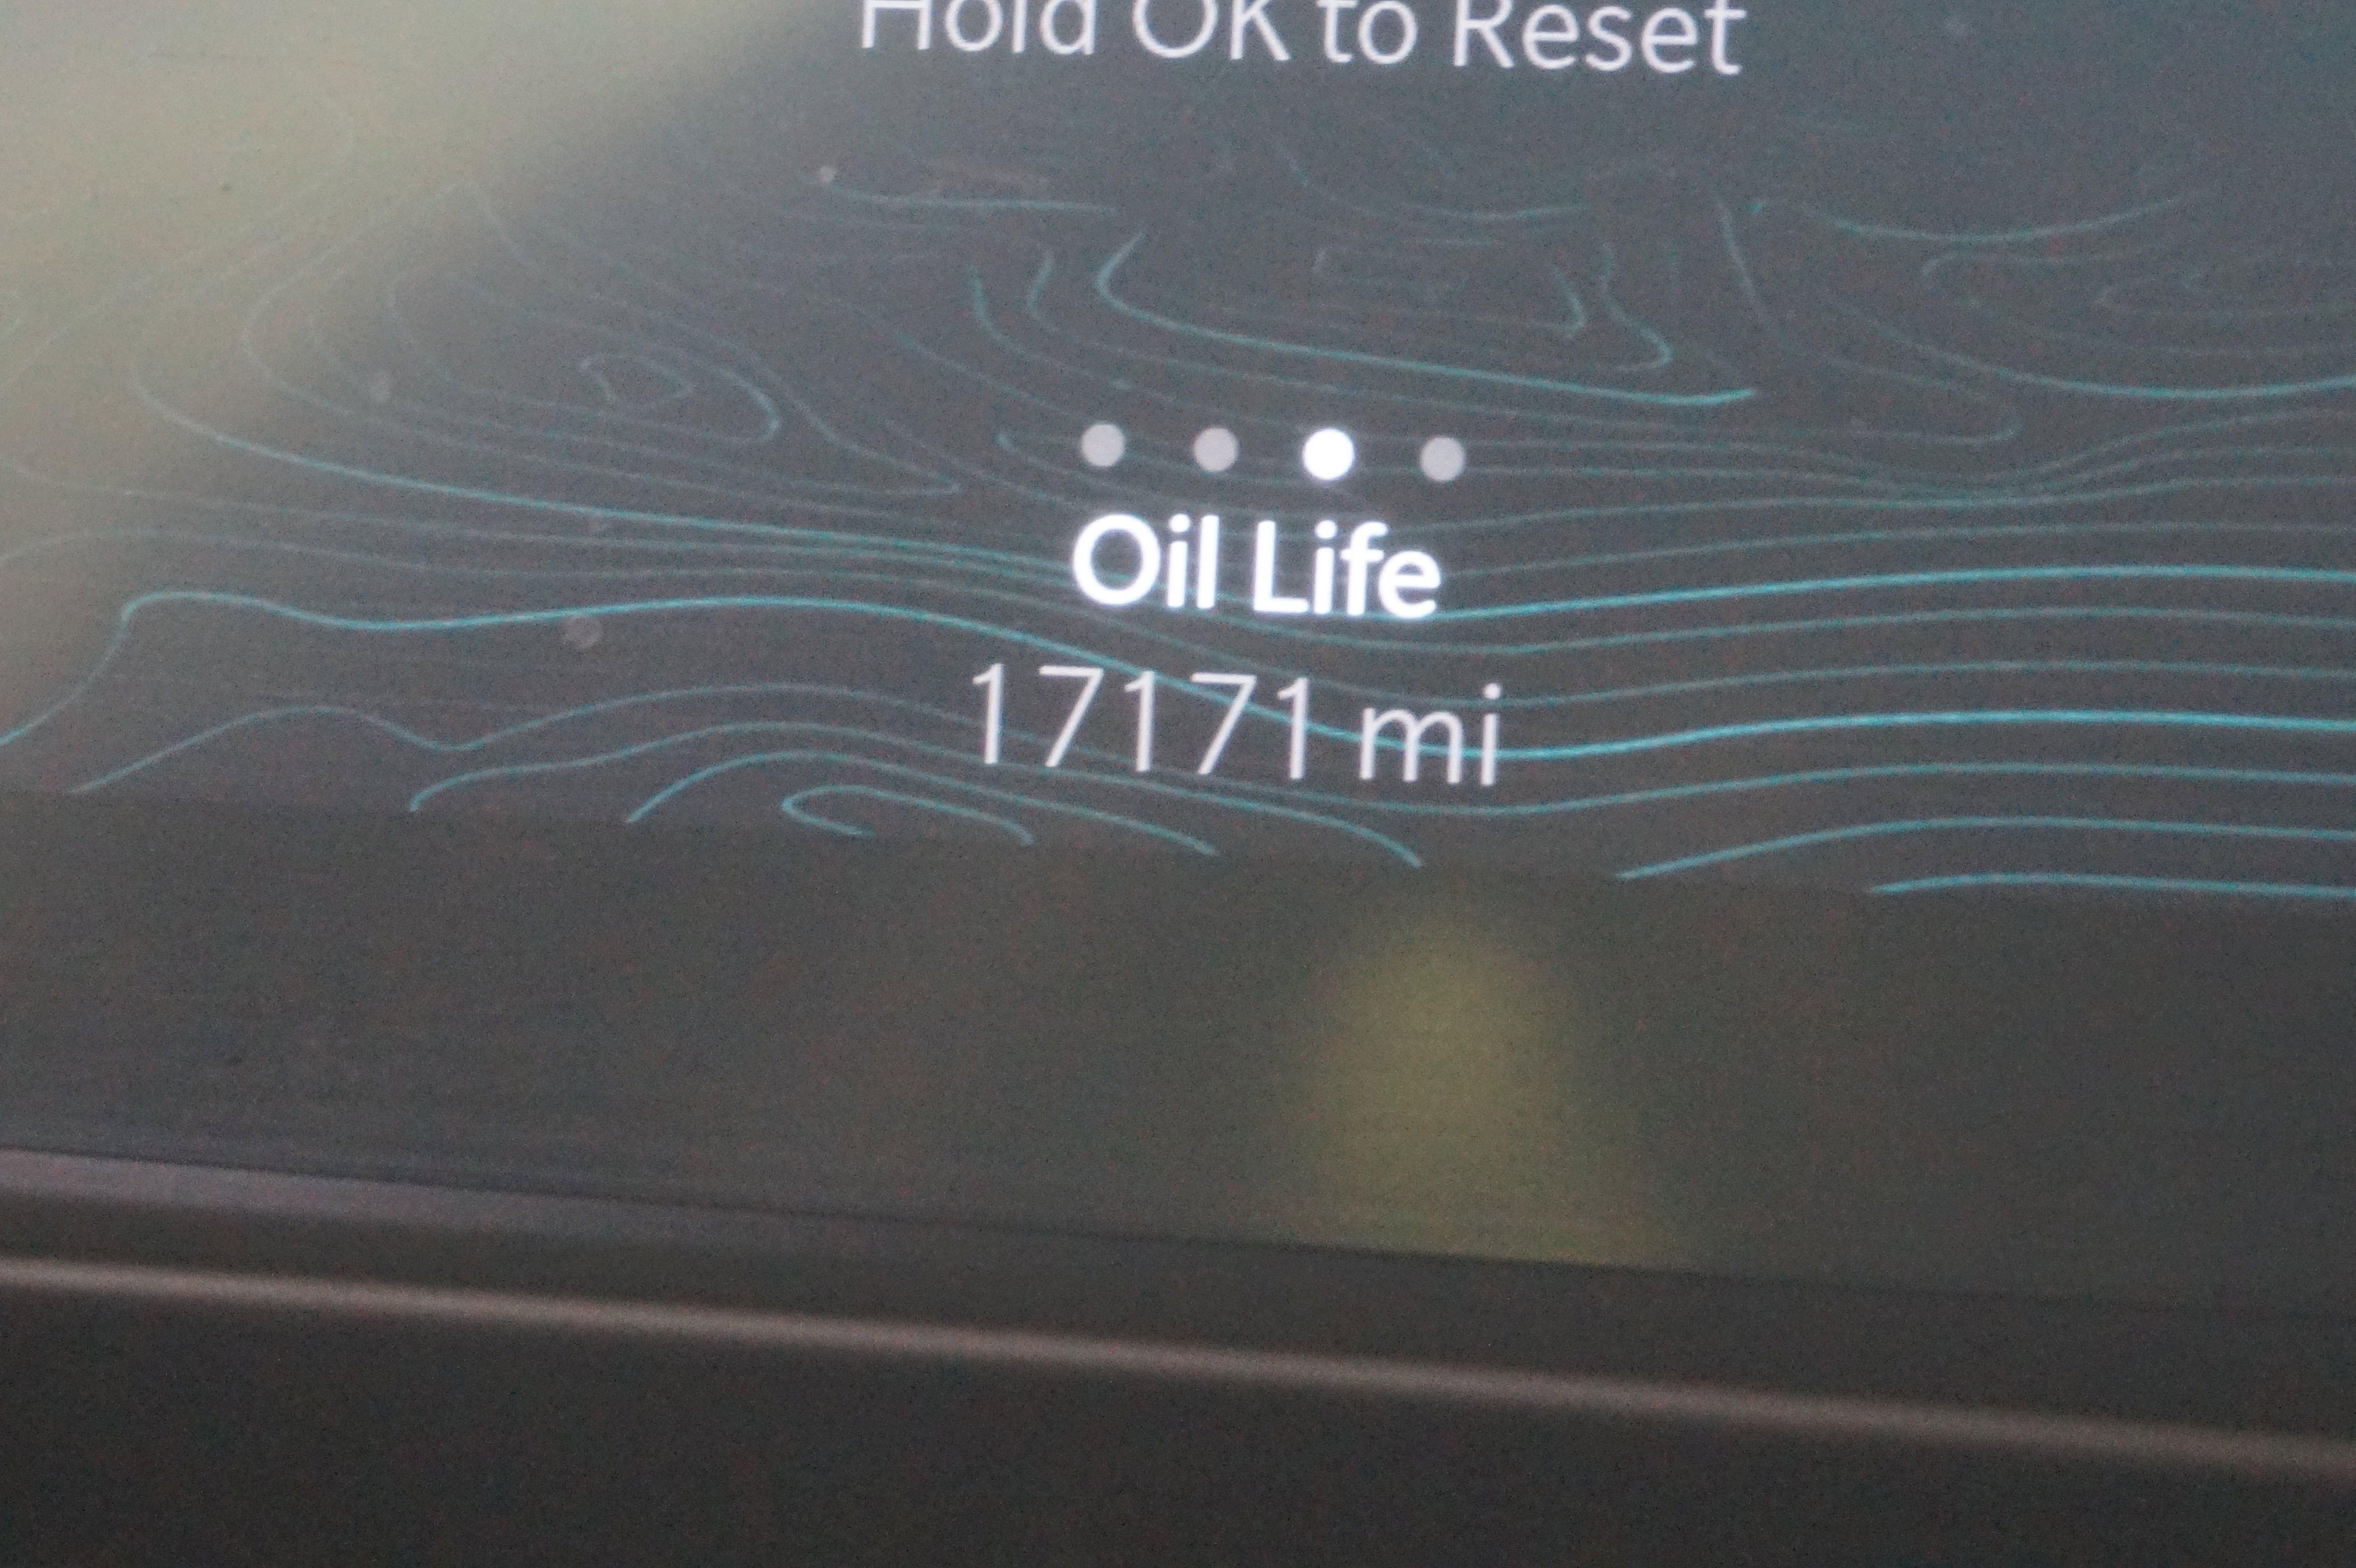 Hold OK to Reset
Oil Life
17171 mi